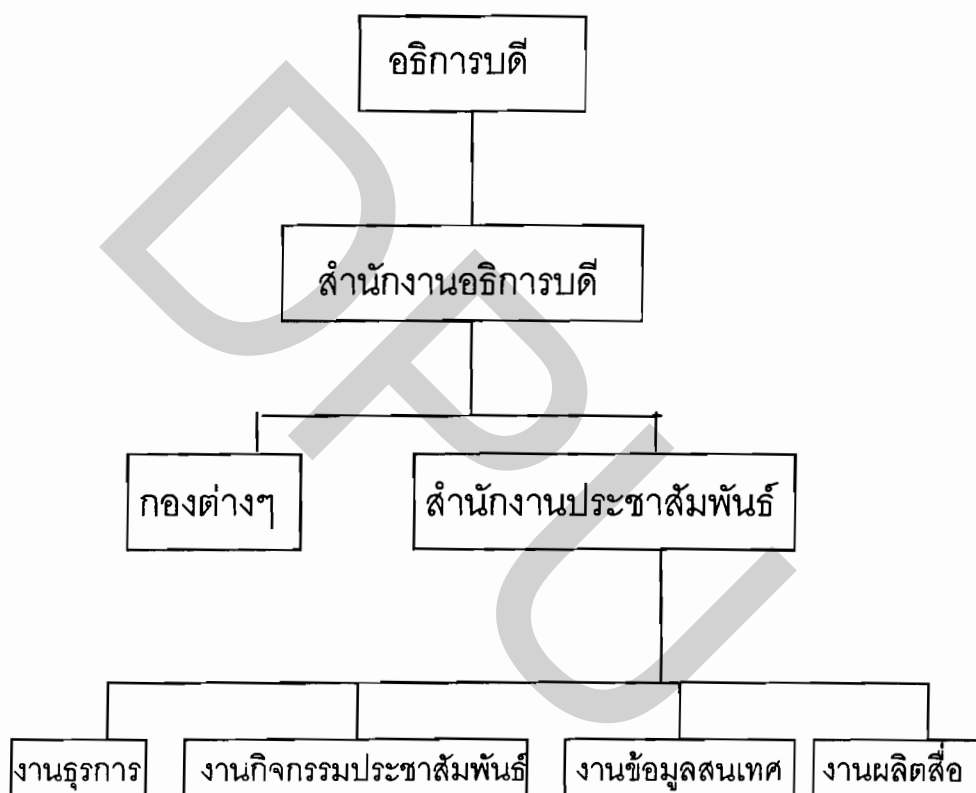 อธิการบดี
สำนักงานอธิการบดี
กองต่างๆ
สำนักงานประชาสัมพันธ์
งานธุรการ
งานกิจกรรมประชาสัมพันธ์
งานข้อมูลสนเทศ
งานผลิตสื่อ
DPU